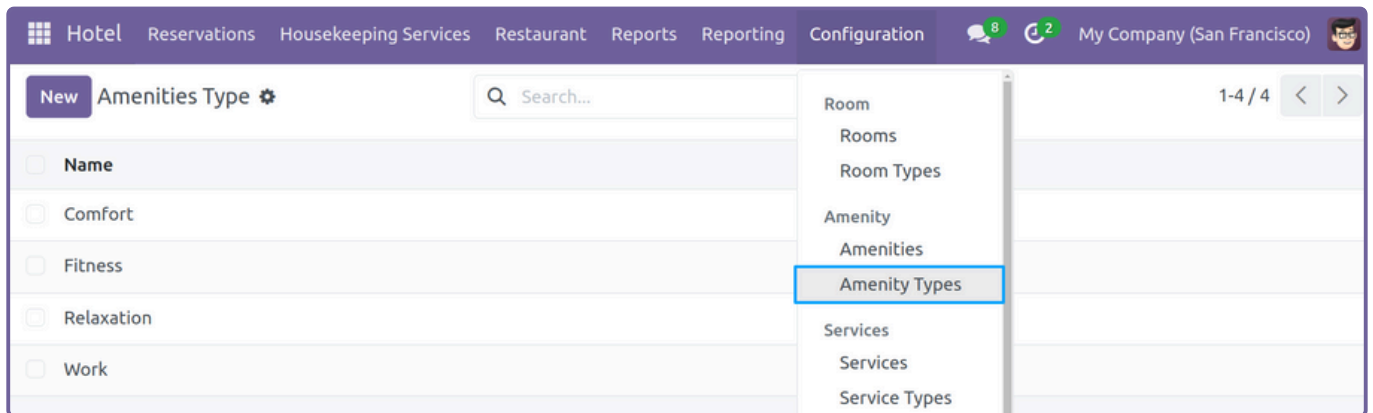 Hotel Reservations Housekeeping Services Restaurant Reports Reporting Configuration 8 2 My Company (San Francisco)
New Amenities Type Search... 1-4 / 4
Room
Rooms
Name
Room Types
Comfort
Amenity
Amenities
Fitness
Amenity Types
Relaxation
Services
Services
Work
Service Types